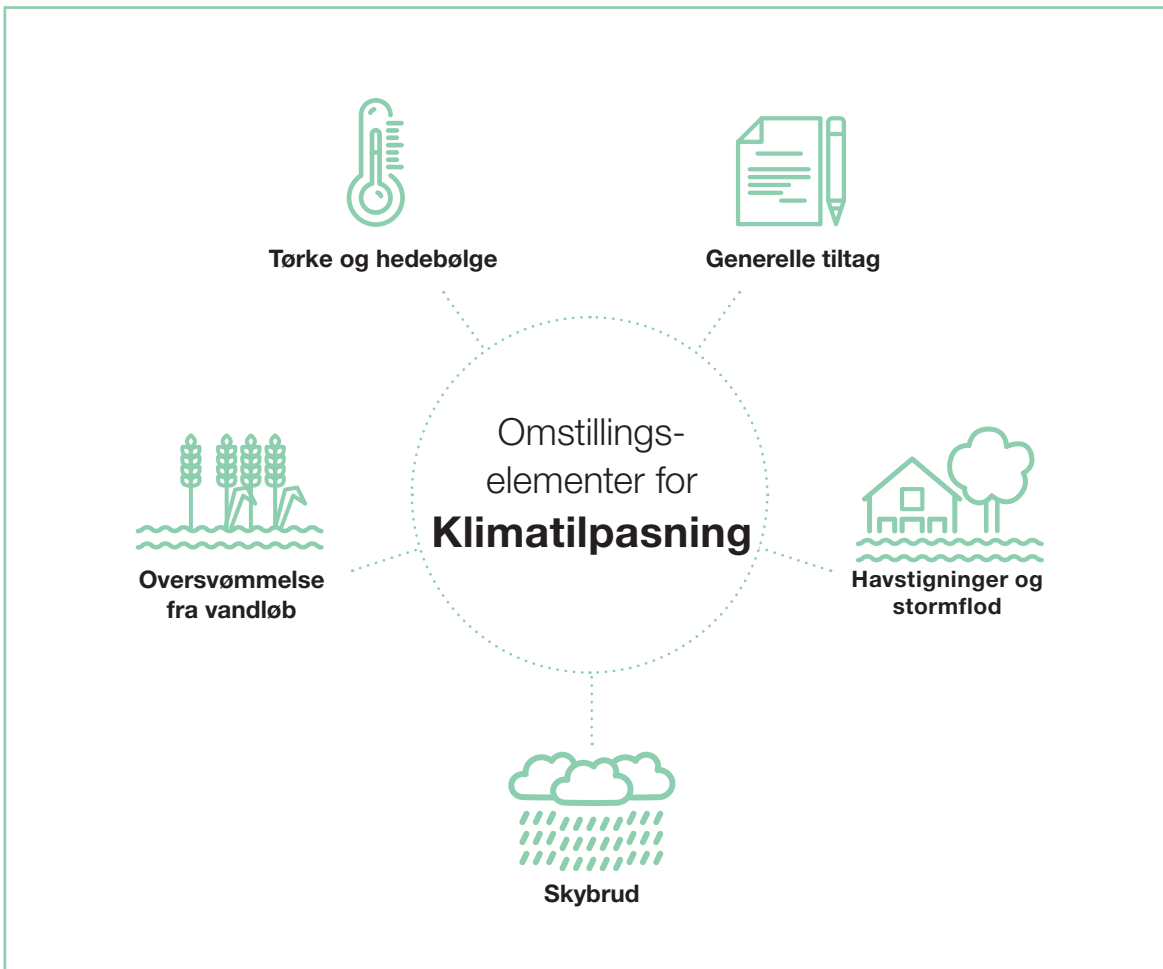 Tørke og hedebølge
Generelle tiltag
Omstillings-
elementer for
Klimatilpasning
Oversvømmelse
fra vandløb
Havstigninger og
stormflod
Skybrud